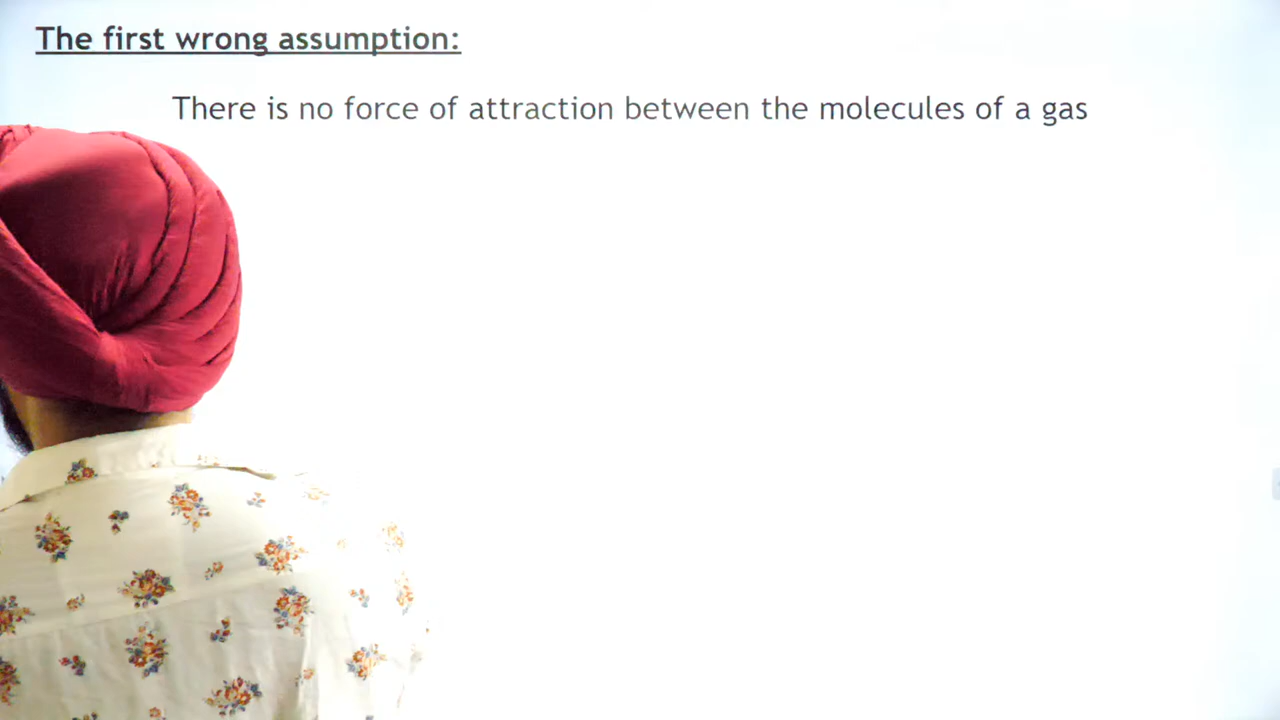 The first wrong assumption:
There is no force of attraction between the molecules of a gas